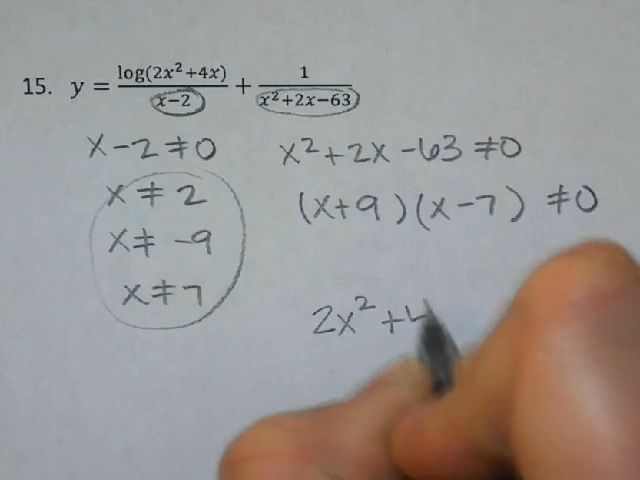 15. y = log(2x²+4x)/(x−2) + 1/(x²+2x−63)
x − 2 ≠ 0
x² + 2x − 63 ≠ 0
x ≠ 2
(x+9)(x−7) ≠ 0
x ≠ -9
x ≠ 7
2x² + 4